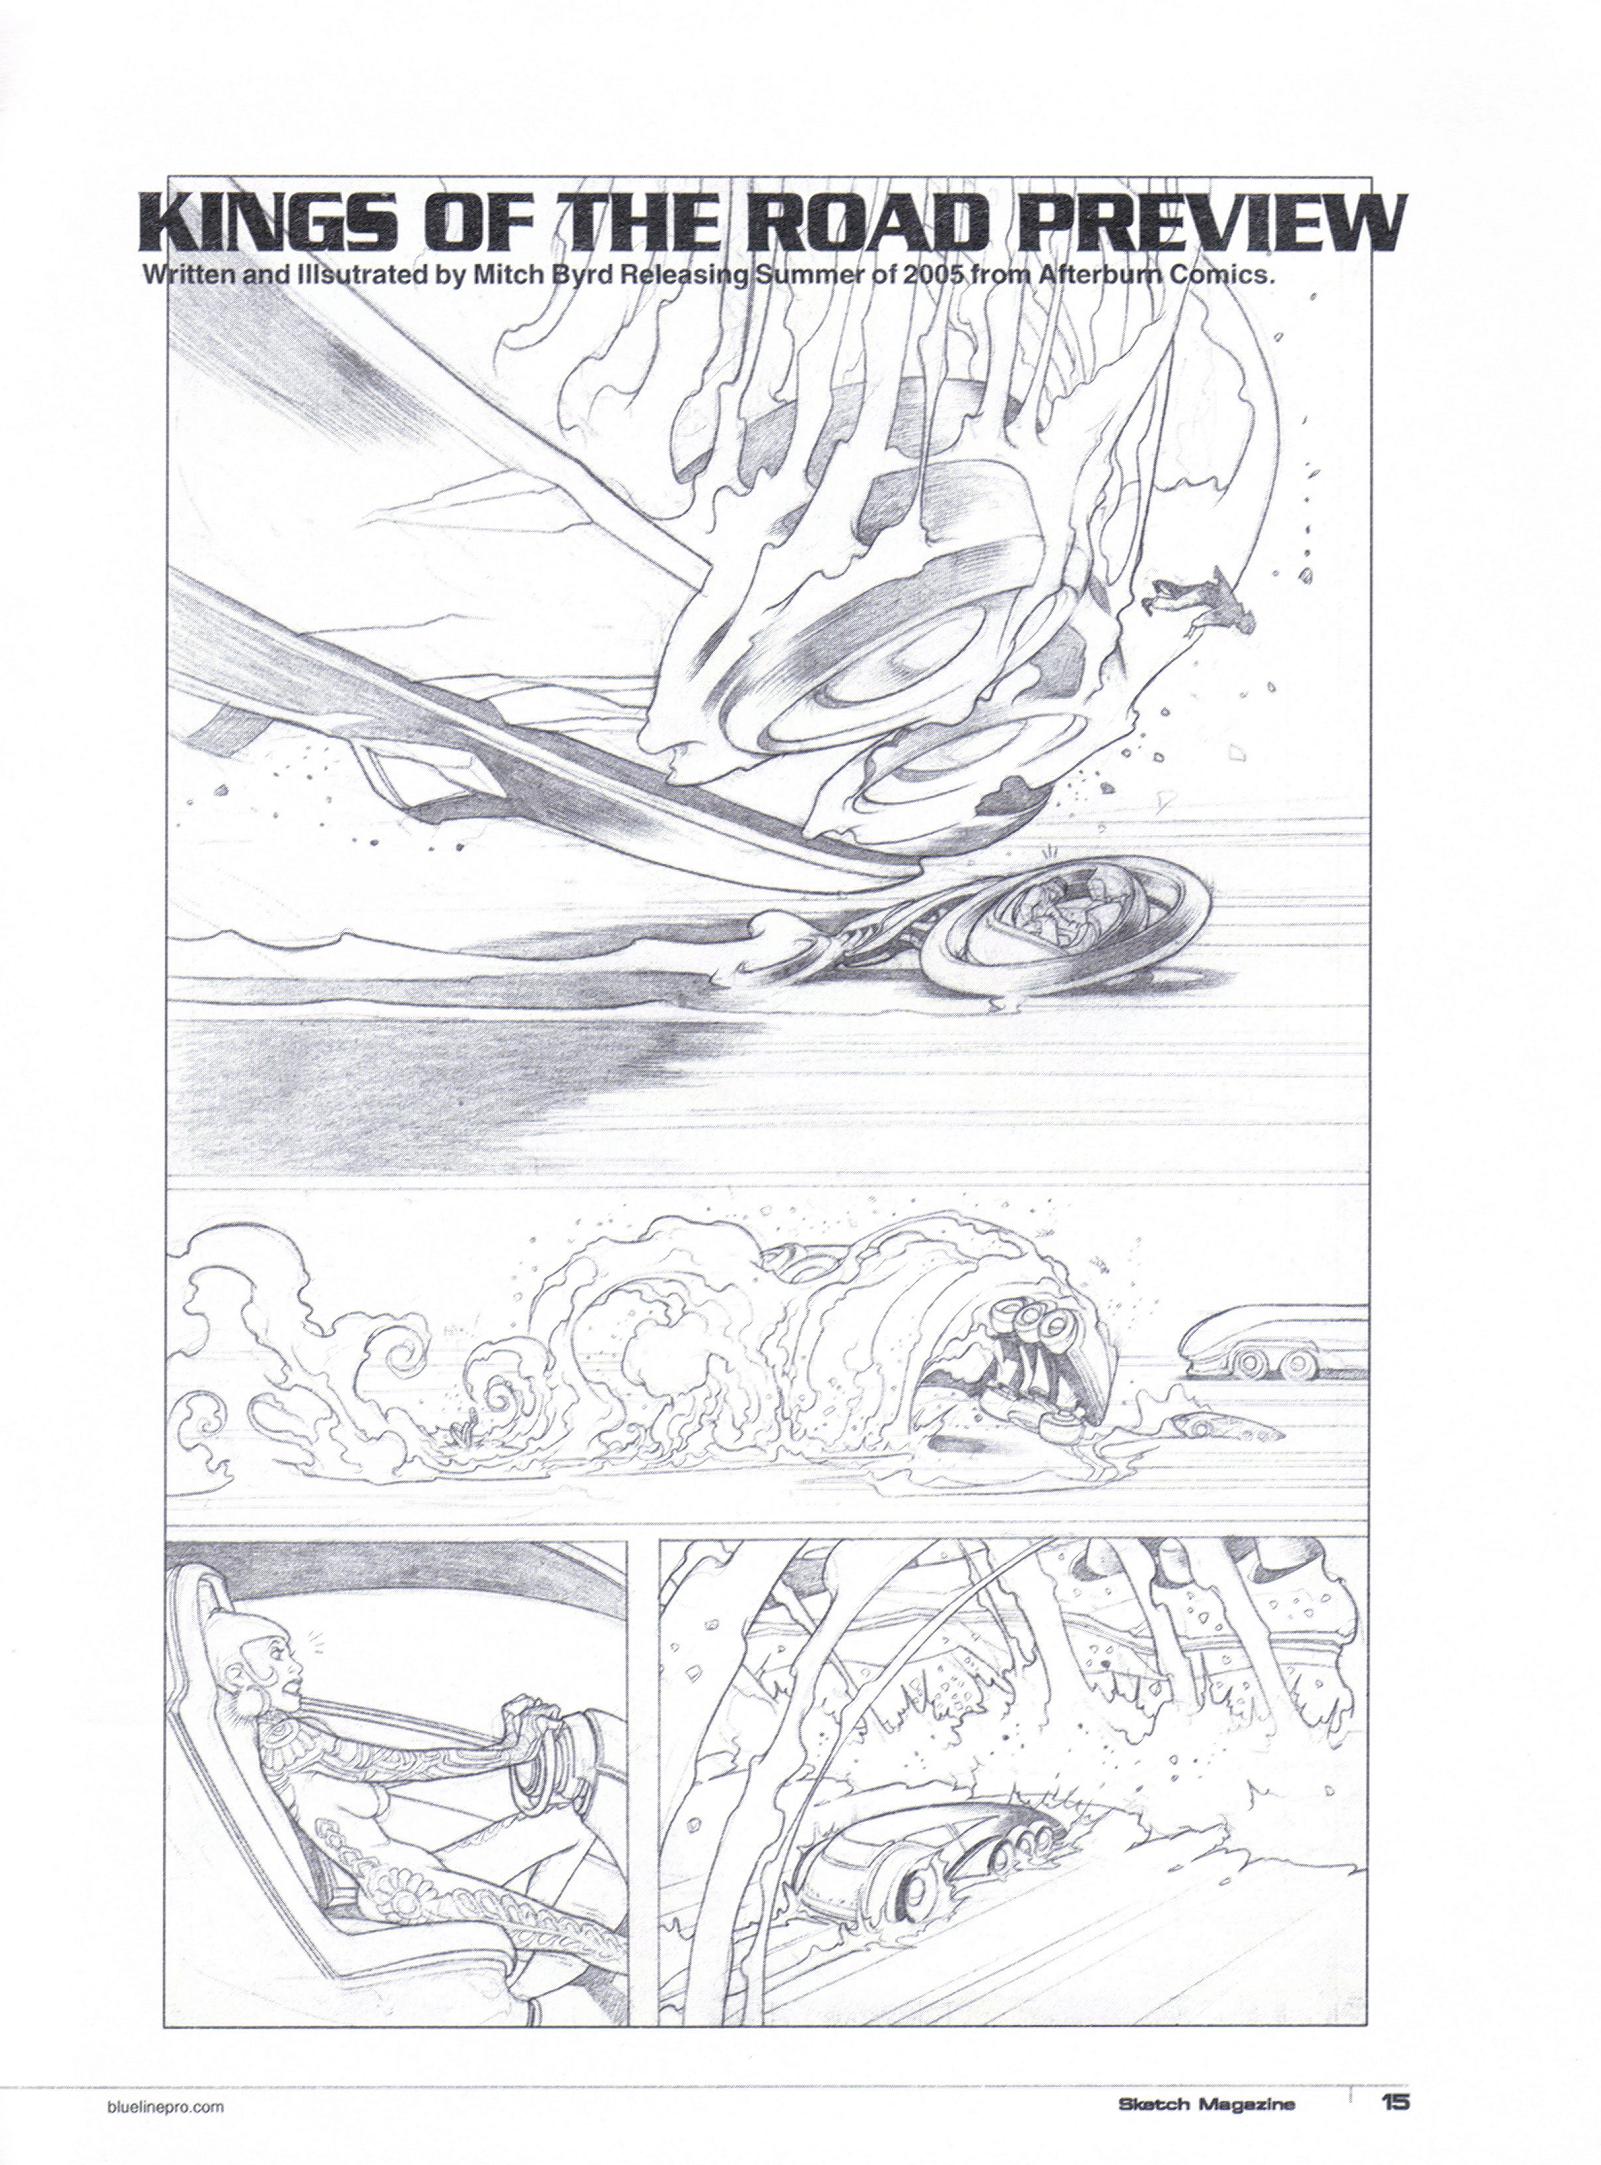 KINGS OF THE ROAD PREVIEW
Written and Illsutrated by Mitch Byrd Releasing Summer of 2005 from Afterburn Comics.
bluelinepro.com
Sketch Magazine 15